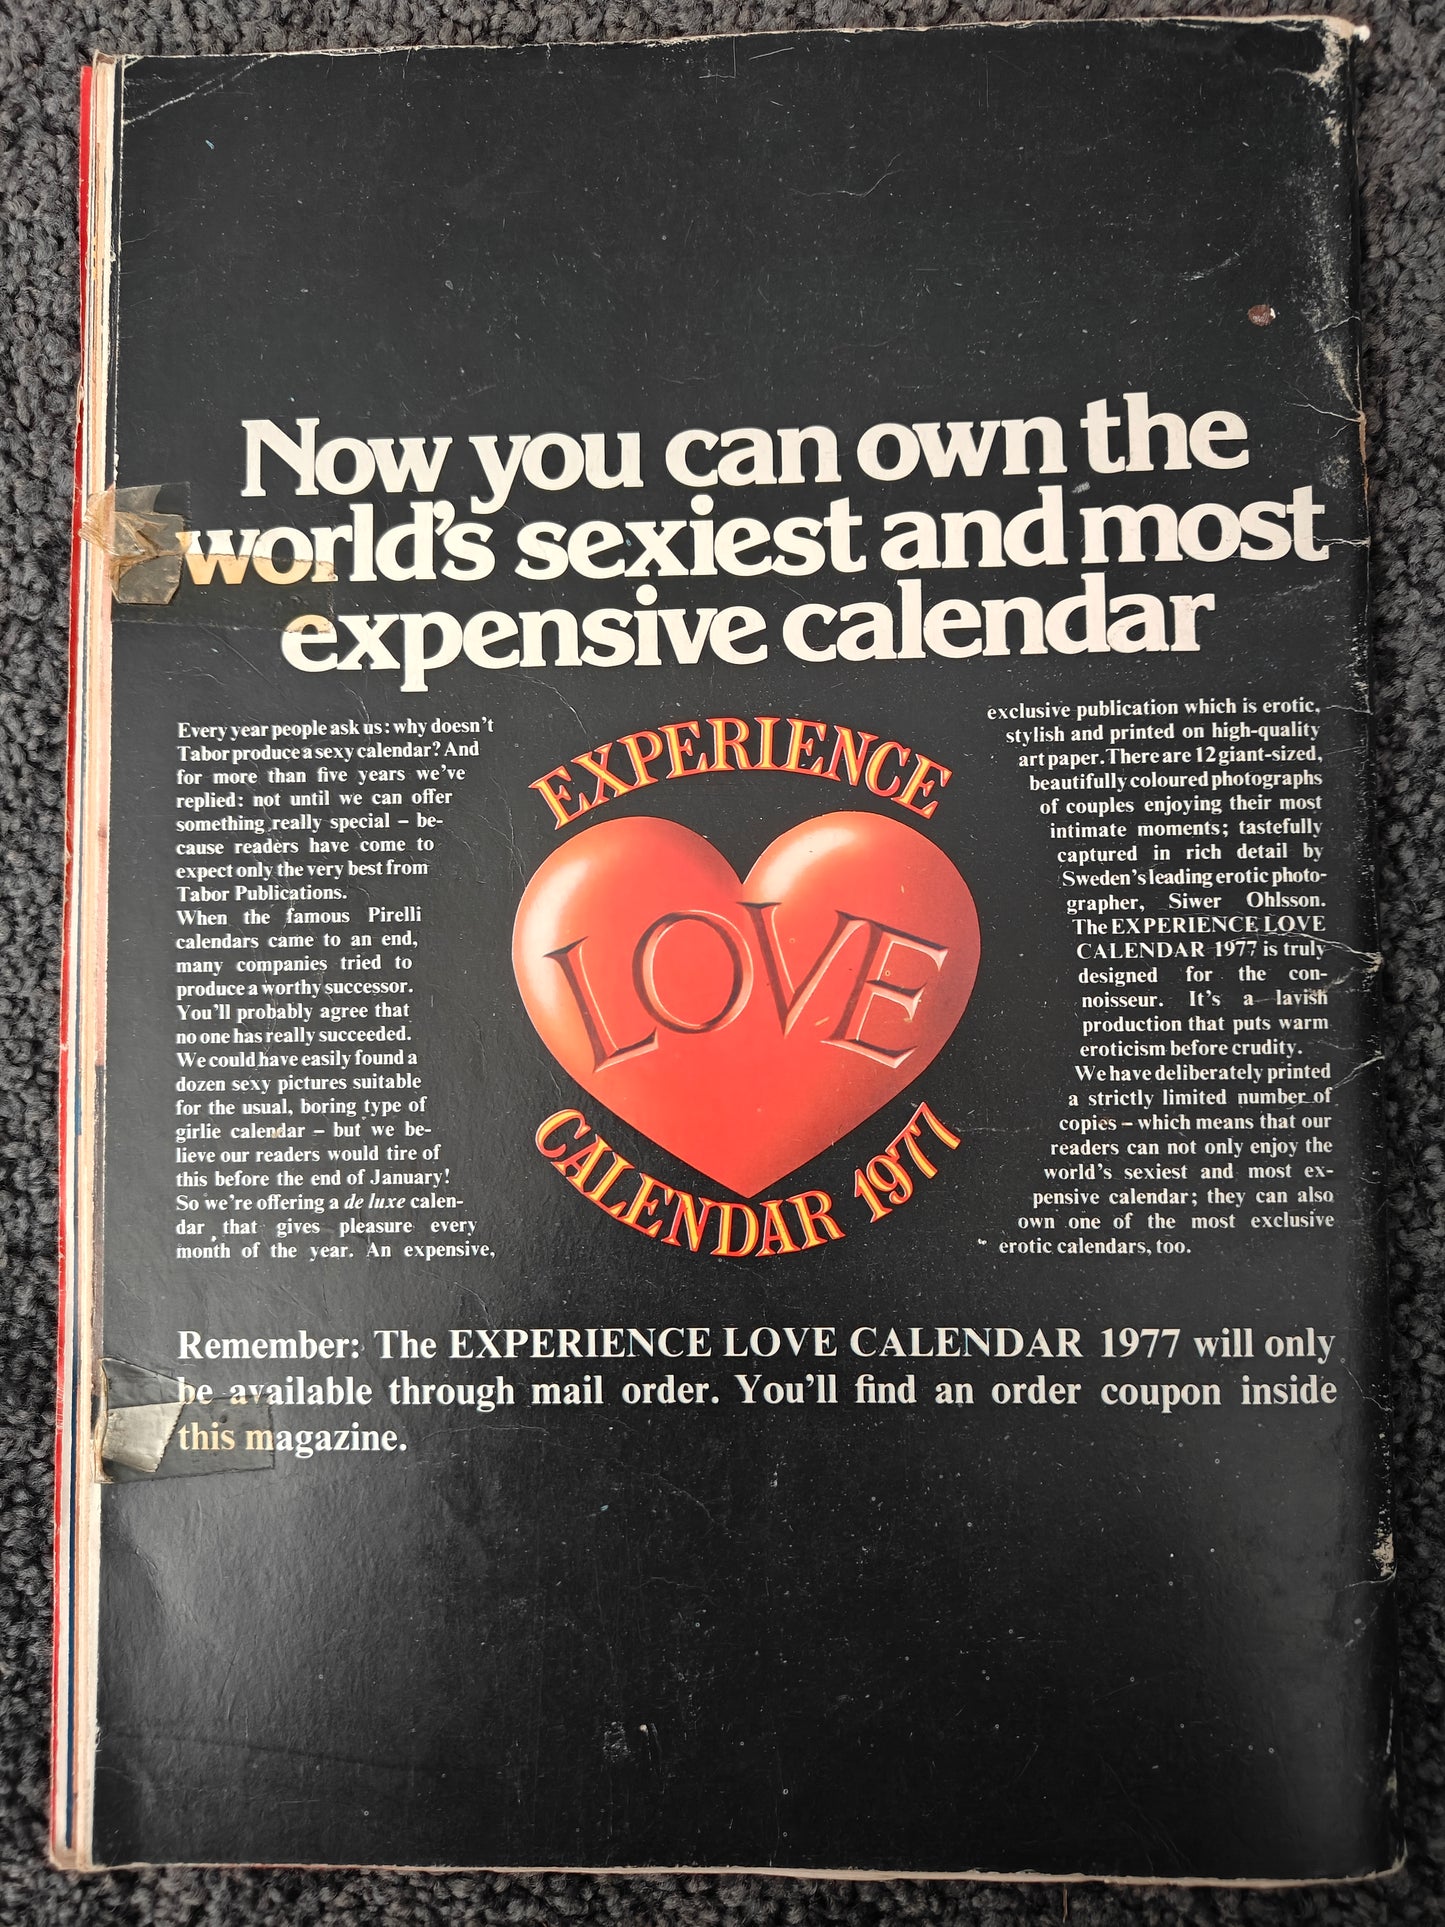 Now you can own the
world's sexiest and most
expensive calendar
Every year people ask us: why doesn't
Tabor produce a sexy calendar? And
for more than five years we've
replied: not until we can offer
something really special – be-
cause readers have come to
expect only the very best from
Tabor Publications.
When the famous Pirelli
calendars came to an end,
many companies tried to
produce a worthy successor.
You'll probably agree that
no one has really succeeded.
We could have easily found a
dozen sexy pictures suitable
for the usual, boring type of
girlie calendar – but we be-
lieve our readers would tire of
this before the end of January!
So we're offering a de luxe calen-
dar that gives pleasure every
month of the year. An expensive,
EXPERIENCE
LOVE
CALENDAR 1977
exclusive publication which is erotic,
stylish and printed on high-quality
art paper. There are 12 giant-sized,
beautifully coloured photographs
of couples enjoying their most
intimate moments; tastefully
captured in rich detail by
Sweden's leading erotic photo-
grapher, Siwer Ohlsson.
The EXPERIENCE LOVE
CALENDAR 1977 is truly
designed for the con-
noisseur. It's a lavish
production that puts warm
eroticism before crudity.
We have deliberately printed
a strictly limited number of
copies – which means that our
readers can not only enjoy the
world's sexiest and most ex-
pensive calendar; they can also
own one of the most exclusive
erotic calendars, too.
Remember: The EXPERIENCE LOVE CALENDAR 1977 will only
be available through mail order. You'll find an order coupon inside
this magazine.